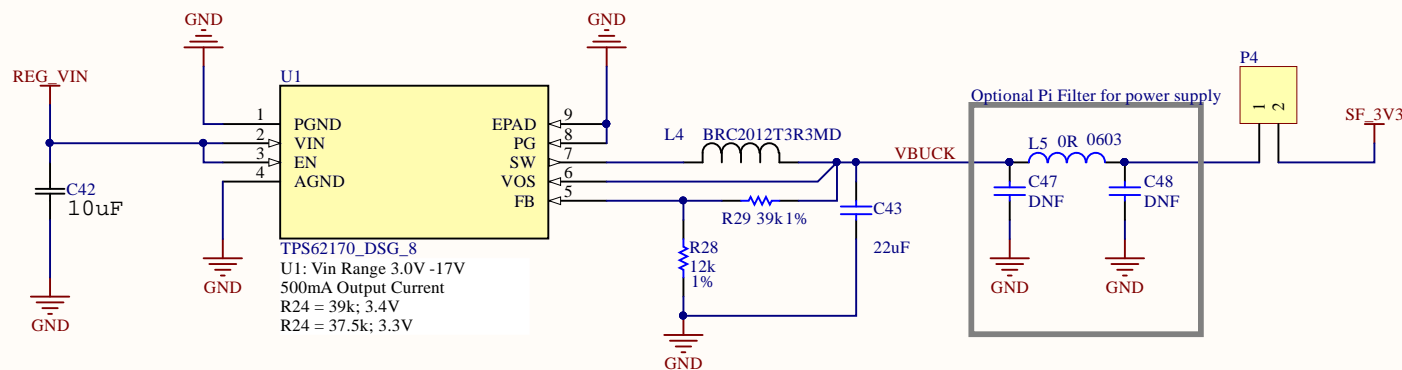 GND
GND
REG_VIN
U1
P4
Optional Pi Filter for power supply
1 PGND
2 VIN
3 EN
4 AGND
EPAD 9
PG 8
SW 7
VOS 6
FB 5
L4 BRC2012T3R3MD
VBUCK
L5 0R 0603
1
2
SF_3V3
C42
10uF
R29 39k1%
C43
22uF
R28
12k
1%
C47
DNF
C48
DNF
TPS62170_DSG_8
U1: Vin Range 3.0V -17V
500mA Output Current
R24 = 39k; 3.4V
R24 = 37.5k; 3.3V
GND
GND
GND
GND
GND